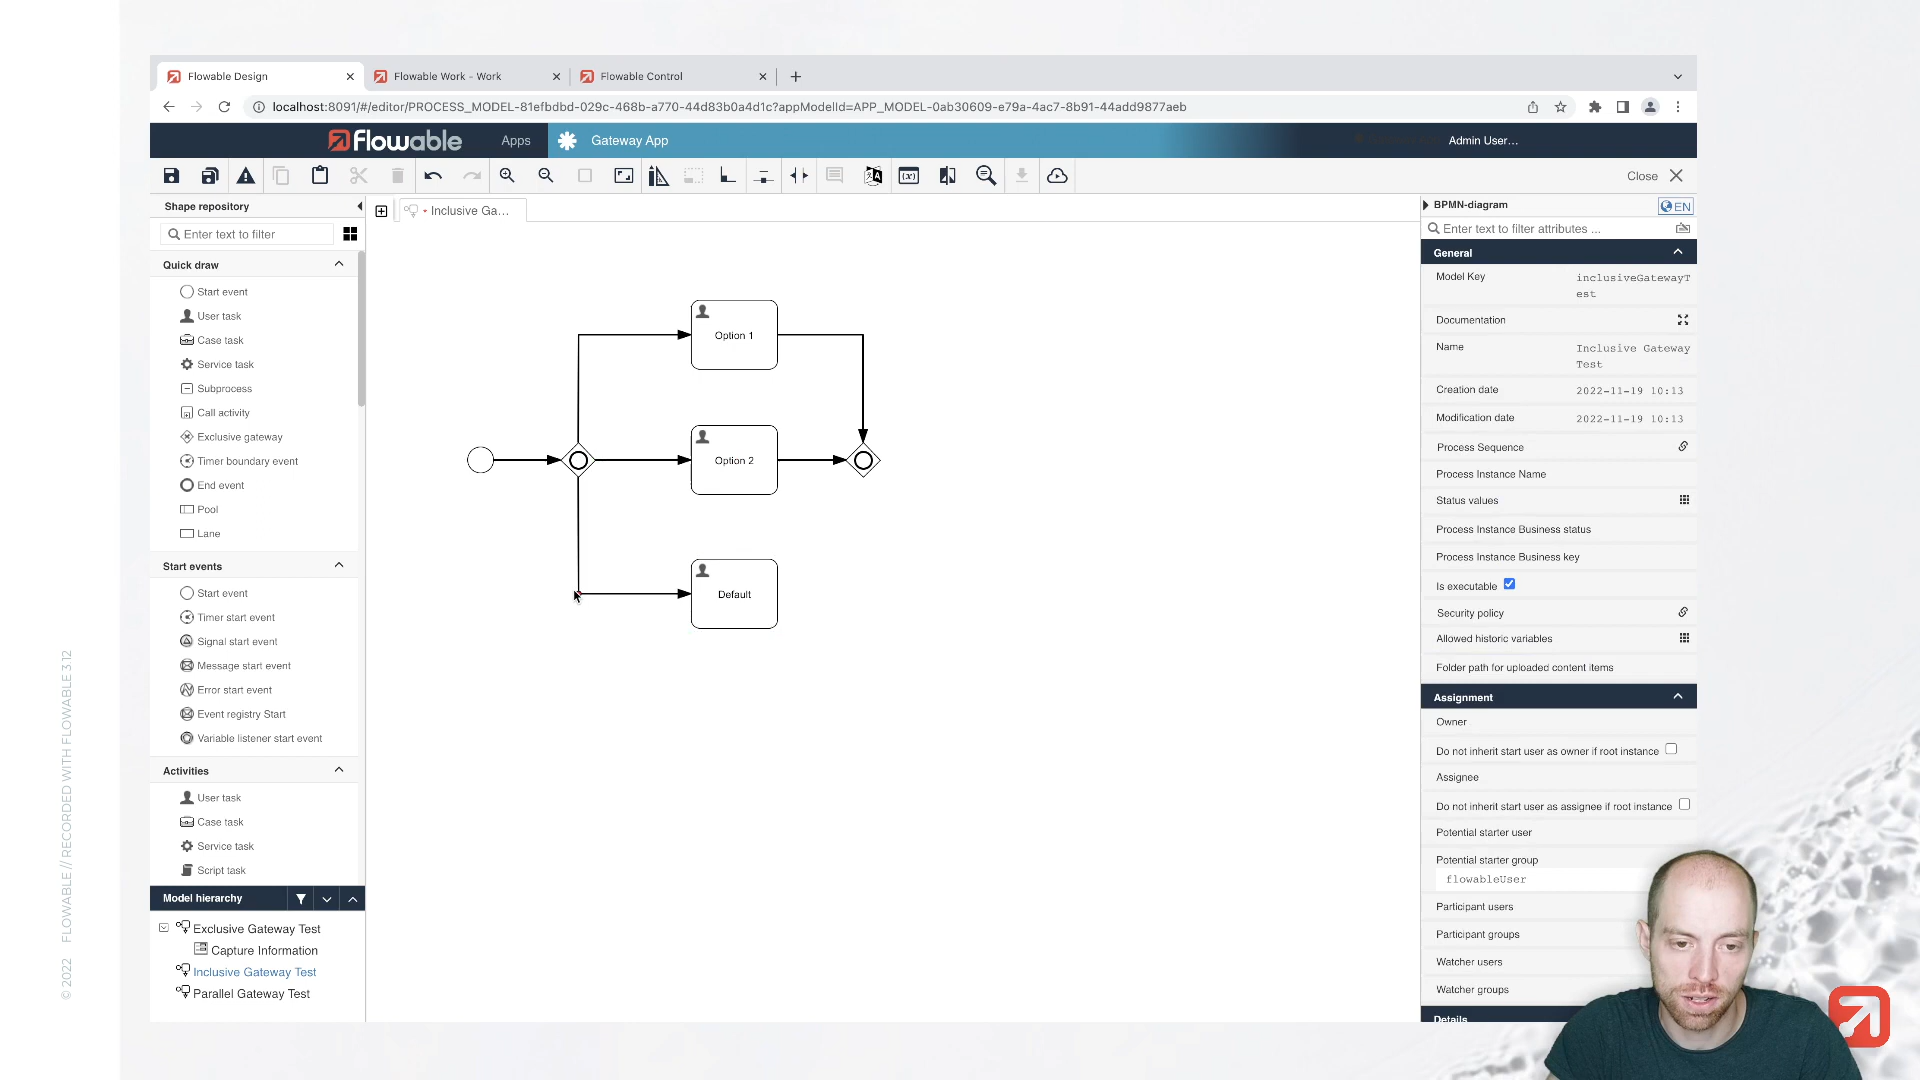 Flowable Design
Flowable Work - Work
Flowable Control
localhost:8091/#/editor/PROCESS_MODEL-81efbdbd-029c-468b-a770-44d83b0a4d1c?appModelId=APP_MODEL-0ab30609-e79a-4ac7-8b91-44add9877aeb
Flowable
Apps
Gateway App
Admin User...
Close
Shape repository
Enter text to filter
Quick draw
Start event
User task
Case task
Service task
Subprocess
Call activity
Exclusive gateway
Timer boundary event
End event
Pool
Lane
Start events
Start event
Timer start event
Signal start event
Message start event
Error start event
Event registry Start
Variable listener start event
Activities
User task
Case task
Service task
Script task
Model hierarchy
Exclusive Gateway Test
Capture Information
Inclusive Gateway Test
Parallel Gateway Test
Inclusive Ga...
Option 1
Option 2
Default
BPMN-diagram
EN
Enter text to filter attributes ...
General
Model Key
inclusiveGatewayT
est
Documentation
Name
Inclusive Gateway
Test
Creation date
2022-11-19 10:13
Modification date
2022-11-19 10:13
Process Sequence
Process Instance Name
Status values
Process Instance Business status
Process Instance Business key
Is executable
Security policy
Allowed historic variables
Folder path for uploaded content items
Assignment
Owner
Do not inherit start user as owner if root instance
Assignee
Do not inherit start user as assignee if root instance
Potential starter user
Potential starter group
flowableUser
Participant users
Participant groups
Watcher users
Watcher groups
Details
© 2022 FLOWABLE // RECORDED WITH FLOWABLE 3.12